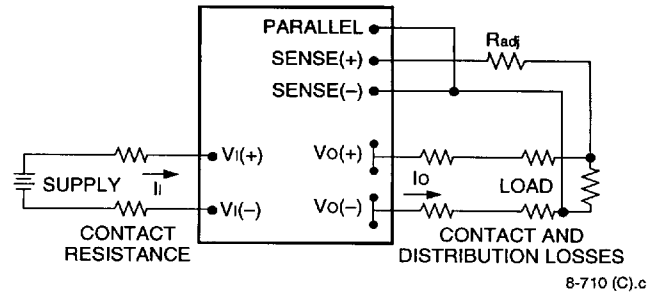 PARALLEL
SENSE(+)
SENSE(–)
Radj
VI(+)
VO(+)
IO
SUPPLY
II
LOAD
VI(–)
VO(–)
CONTACT
RESISTANCE
CONTACT AND
DISTRIBUTION LOSSES
8-710 (C).c